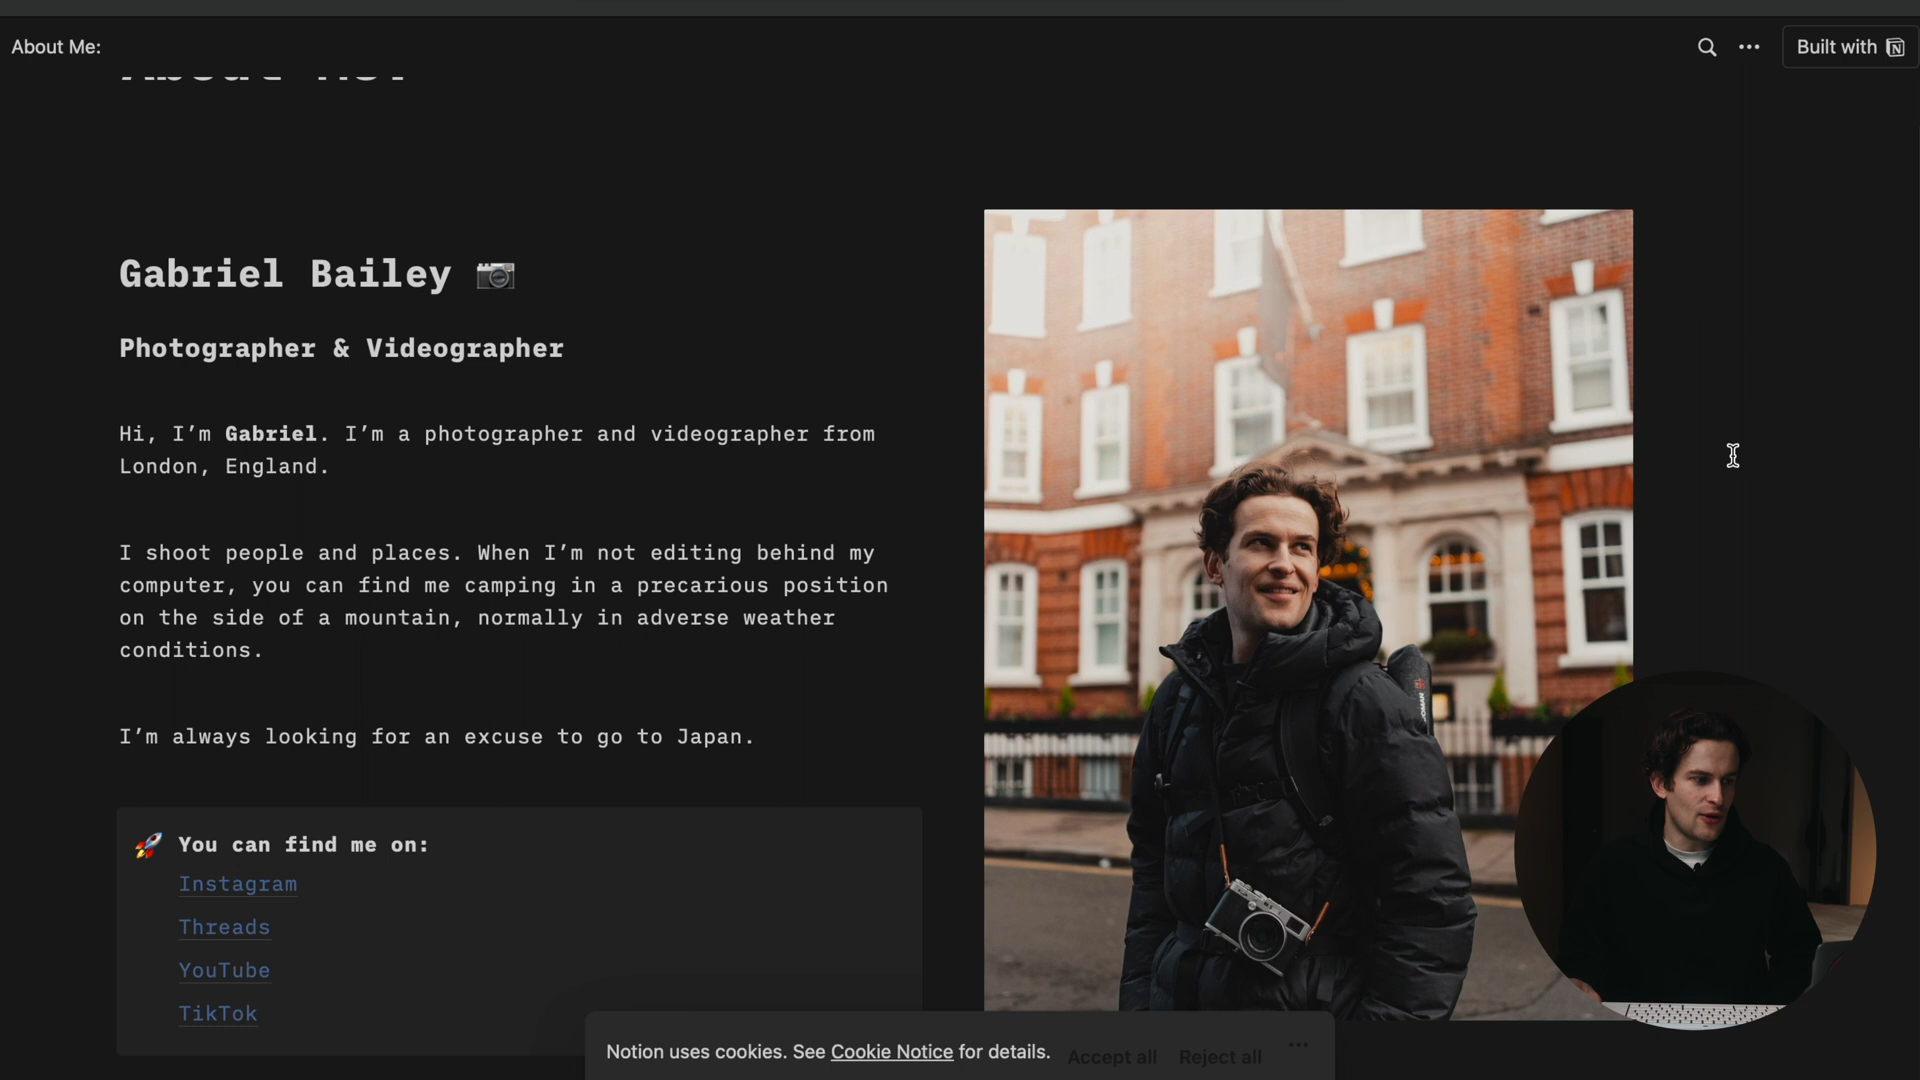 About Me:
Built with
About Me:
Gabriel Bailey
Photographer & Videographer
Hi, I’m Gabriel. I’m a photographer and videographer from
London, England.
I shoot people and places. When I’m not editing behind my
computer, you can find me camping in a precarious position
on the side of a mountain, normally in adverse weather
conditions.
I’m always looking for an excuse to go to Japan.
You can find me on:
Instagram
Threads
YouTube
TikTok
Notion uses cookies. See Cookie Notice for details.
Accept all
Reject all